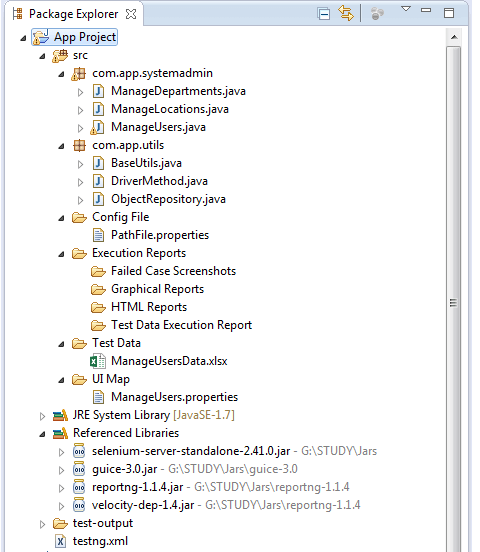 Package Explorer
App Project
src
com.app.systemadmin
ManageDepartments.java
ManageLocations.java
ManageUsers.java
com.app.utils
BaseUtils.java
DriverMethod.java
ObjectRepository.java
Config File
PathFile.properties
Execution Reports
Failed Case Screenshots
Graphical Reports
HTML Reports
Test Data Execution Report
Test Data
ManageUsersData.xlsx
UI Map
ManageUsers.properties
JRE System Library [JavaSE-1.7]
Referenced Libraries
selenium-server-standalone-2.41.0.jar - G:\STUDY\Jars
guice-3.0.jar - G:\STUDY\Jars\guice-3.0
reportng-1.1.4.jar - G:\STUDY\Jars\reportng-1.1.4
velocity-dep-1.4.jar - G:\STUDY\Jars\reportng-1.1.4
test-output
testng.xml